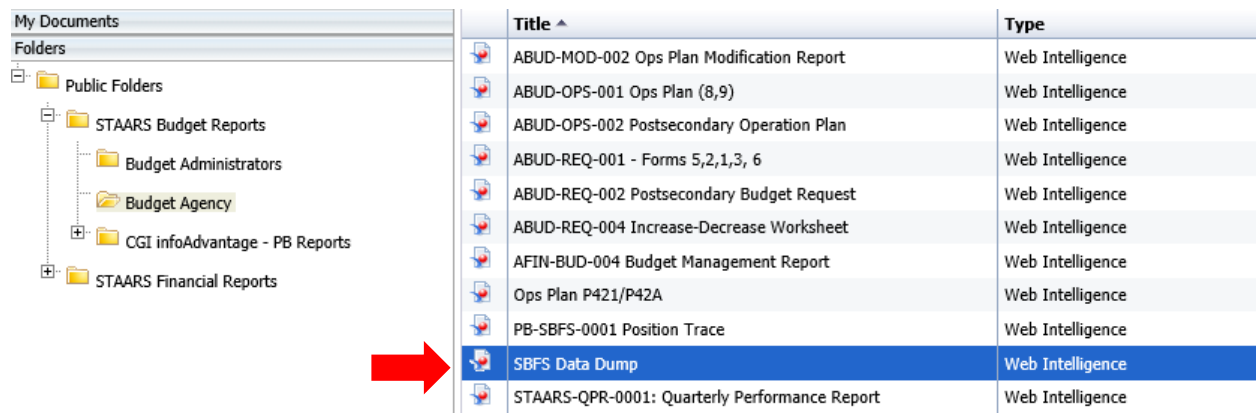 My Documents
Folders
Public Folders
STAARS Budget Reports
Budget Administrators
Budget Agency
CGI infoAdvantage - PB Reports
STAARS Financial Reports
Title Type
ABUD-MOD-002 Ops Plan Modification Report Web Intelligence
ABUD-OPS-001 Ops Plan (8,9) Web Intelligence
ABUD-OPS-002 Postsecondary Operation Plan Web Intelligence
ABUD-REQ-001 - Forms 5,2,1,3, 6 Web Intelligence
ABUD-REQ-002 Postsecondary Budget Request Web Intelligence
ABUD-REQ-004 Increase-Decrease Worksheet Web Intelligence
AFIN-BUD-004 Budget Management Report Web Intelligence
Ops Plan P421/P42A Web Intelligence
PB-SBFS-0001 Position Trace Web Intelligence
SBFS Data Dump Web Intelligence
STAARS-QPR-0001: Quarterly Performance Report Web Intelligence